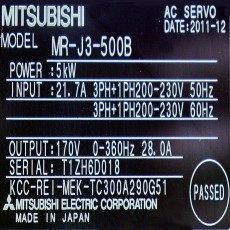 MITSUBISHI AC SERVO
DATE:2011-12
MODEL MR-J3-500B
POWER :5kW
INPUT :21.7A 3PH+1PH200-230V 50Hz
3PH+1PH200-230V 60Hz
OUTPUT:170V 0-360Hz 28.0A
SERIAL:T1ZH6D018
KCC-REI-MEK-TC300A290G51
MITSUBISHI ELECTRIC CORPORATION
MADE IN JAPAN
PASSED